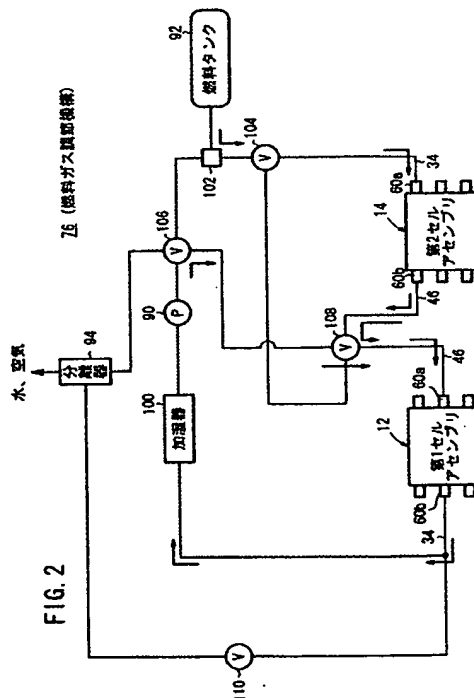 FIG. 2
76 (燃料ガス調節機構)
水、空気
分離器
94
加湿器
100
P
90
V
106
102
燃料タンク
92
V
104
V
110
V
108
34
60b
12
第1セル
アセンブリ
60a
46
46
60b
14
第2セル
アセンブリ
60a
34